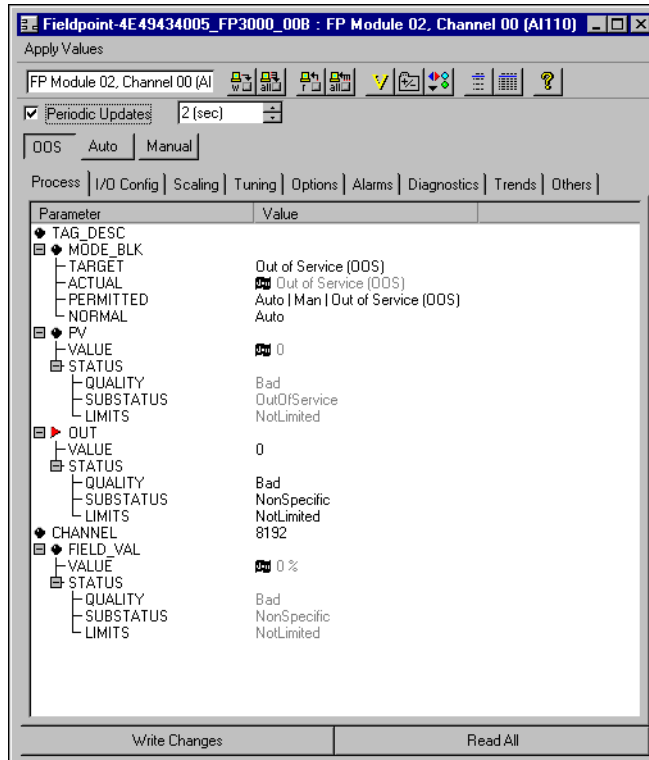 Fieldpoint-4E49434005_FP3000_00B : FP Module 02, Channel 00 (AI110)
Apply Values
FP Module 02, Channel 00 (AI
Periodic Updates 2 (sec)
OOS Auto Manual
Process I/O Config Scaling Tuning Options Alarms Diagnostics Trends Others
Parameter Value
TAG_DESC
MODE_BLK
TARGET Out of Service (OOS)
ACTUAL Out of Service (OOS)
PERMITTED Auto | Man | Out of Service (OOS)
NORMAL Auto
PV
VALUE 0
STATUS
QUALITY Bad
SUBSTATUS OutOfService
LIMITS NotLimited
OUT
VALUE 0
STATUS
QUALITY Bad
SUBSTATUS NonSpecific
LIMITS NotLimited
CHANNEL 8192
FIELD_VAL
VALUE 0 %
STATUS
QUALITY Bad
SUBSTATUS NonSpecific
LIMITS NotLimited
Write Changes Read All